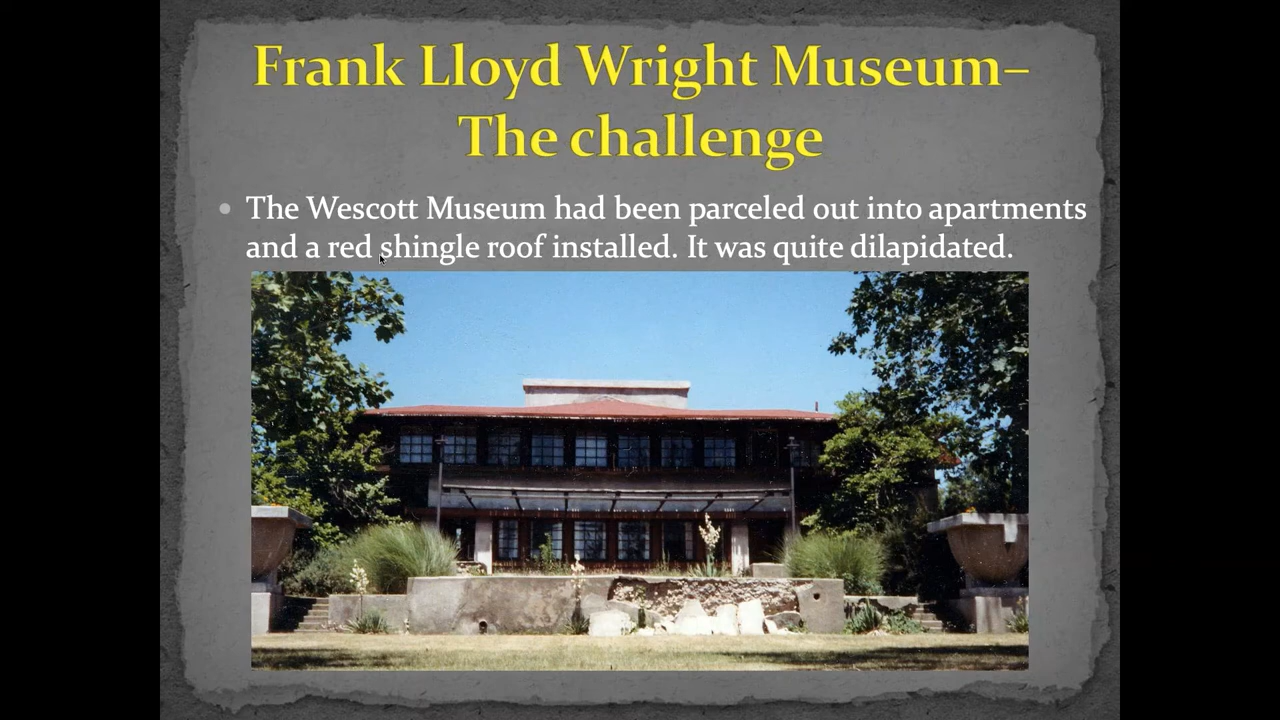 Frank Lloyd Wright Museum–
The challenge
The Wescott Museum had been parceled out into apartments
and a red shingle roof installed. It was quite dilapidated.